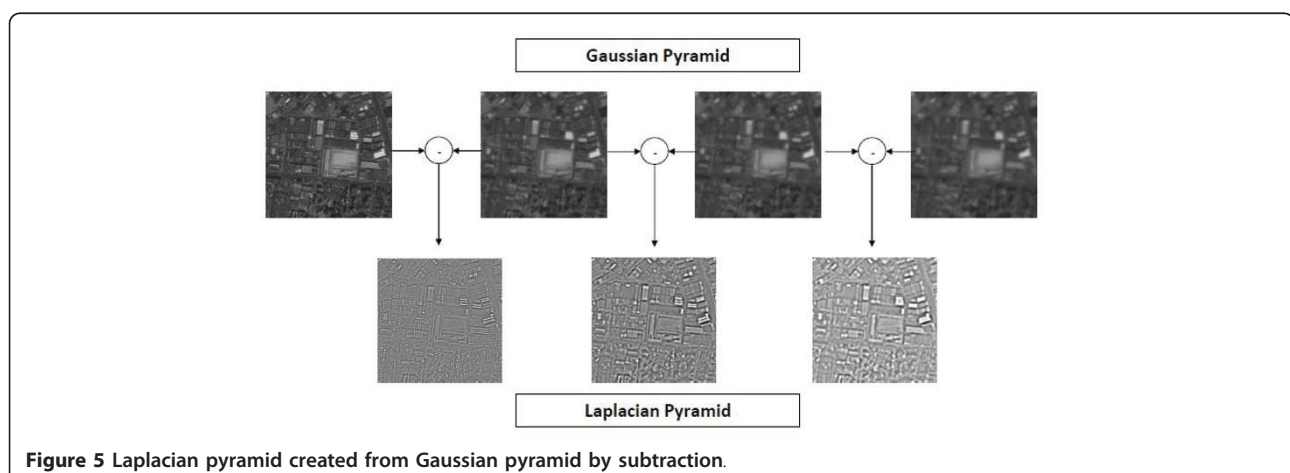 Gaussian Pyramid
-
-
-
Laplacian Pyramid
Figure 5 Laplacian pyramid created from Gaussian pyramid by subtraction.